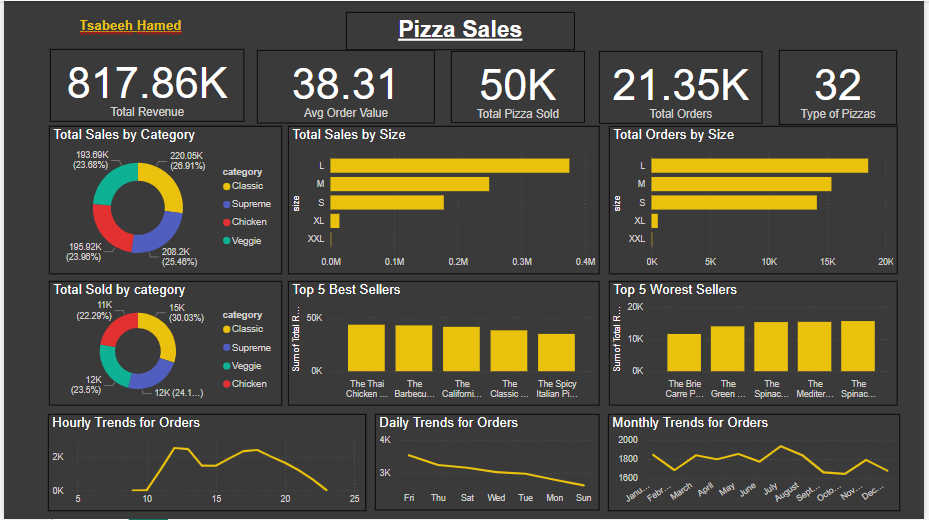 Tsabeeh Hamed
Pizza Sales
817.86K
Total Revenue
38.31
Avg Order Value
50K
Total Pizza Sold
21.35K
Total Orders
32
Type of Pizzas
Total Sales by Category
193.69K
(23.68%)
220.05K
(26.91%)
195.92K
(23.96%)
208.2K
(25.46%)
category
Classic
Supreme
Chicken
Veggie
Total Sales by Size
size
L
M
S
XL
XXL
0.0M 0.1M 0.2M 0.3M 0.4M
Total Orders by Size
size
L
M
S
XL
XXL
0K 5K 10K 15K 20K
Total Sold by category
11K
(22.29%)
15K
(30.03%)
12K
(23.5%)
12K (24.1...)
category
Classic
Supreme
Veggie
Chicken
Top 5 Best Sellers
Sum of Total R...
50K
0K
The Thai
Chicken ...
The
Barbecu...
The
Californi...
The
Classic ...
The Spicy
Italian Pi...
Top 5 Worest Sellers
Sum of Total R...
20K
10K
0K
The Brie
Carre P...
The
Green ...
The
Spinac...
The
Mediter...
The
Spinac...
Hourly Trends for Orders
2K
0K
5 10 15 20 25
Daily Trends for Orders
4K
3K
Fri Thu Sat Wed Tue Mon Sun
Monthly Trends for Orders
2000
1800
1600
Janu... Febr... March April May June July August Sept... Octo... Nov... Dec...